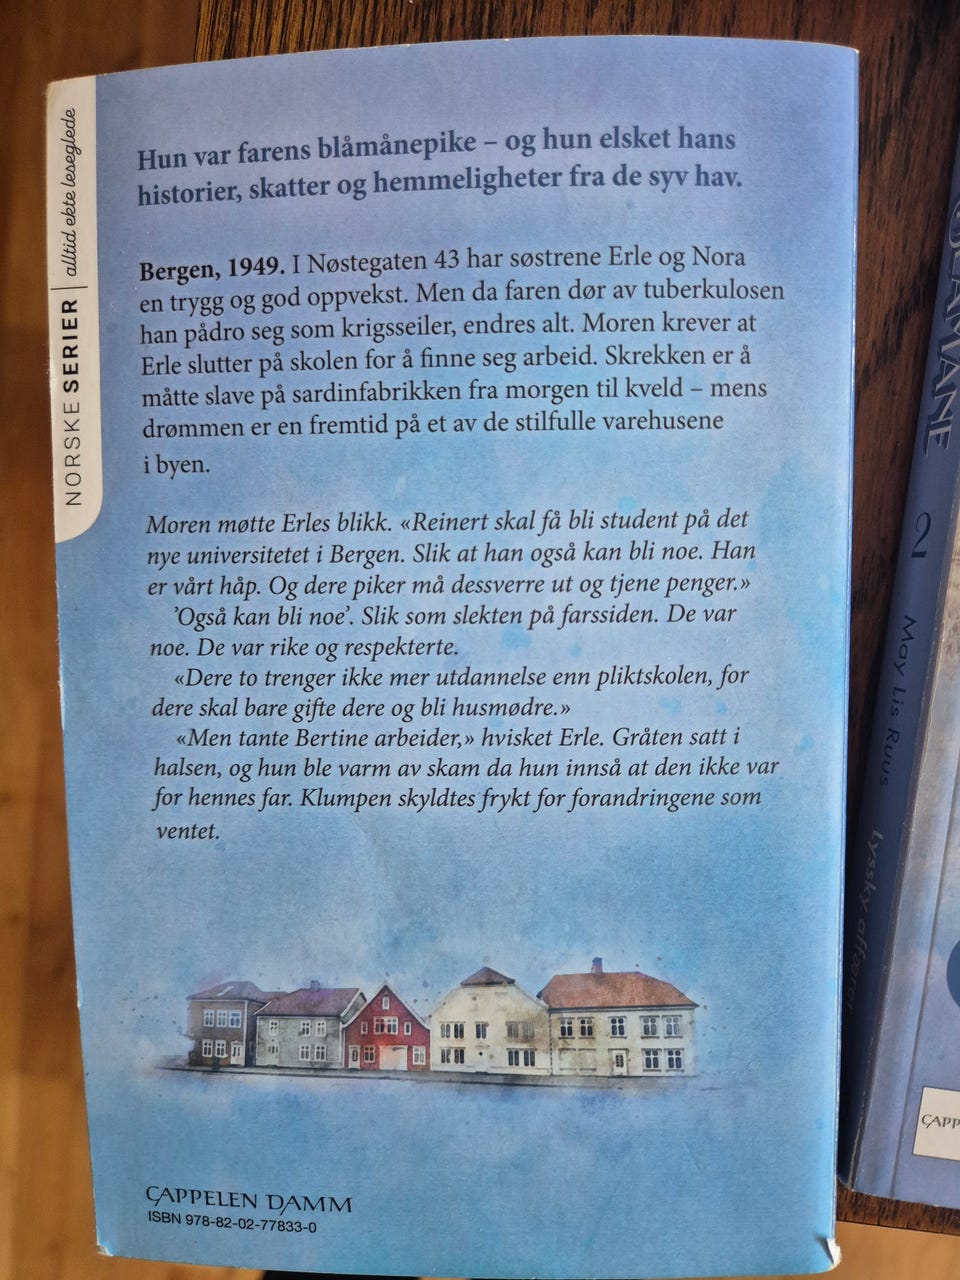 NORSKE SERIER | alltid ekte leseglede
Hun var farens blåmånepike – og hun elsket hans
historier, skatter og hemmeligheter fra de syv hav.
Bergen, 1949. I Nøstegaten 43 har søstrene Erle og Nora
en trygg og god oppvekst. Men da faren dør av tuberkulosen
han pådro seg som krigsseiler, endres alt. Moren krever at
Erle slutter på skolen for å finne seg arbeid. Skrekken er å
måtte slave på sardinfabrikken fra morgen til kveld – mens
drømmen er en fremtid på et av de stilfulle varehusene
i byen.
Moren møtte Erles blikk. «Reinert skal få bli student på det
nye universitetet i Bergen. Slik at han også kan bli noe. Han
er vårt håp. Og dere piker må dessverre ut og tjene penger.»
’Også kan bli noe’. Slik som slekten på farssiden. De var
noe. De var rike og respekterte.
«Dere to trenger ikke mer utdannelse enn pliktskolen, for
dere skal bare gifte dere og bli husmødre.»
«Men tante Bertine arbeider,» hvisket Erle. Gråten satt i
halsen, og hun ble varm av skam da hun innså at den ikke var
for hennes far. Klumpen skyldtes frykt for forandringene som
ventet.
CAPPELEN DAMM
ISBN 978-82-02-77833-0
2
May Lis Ruus
Lyssky affærer
CAPP